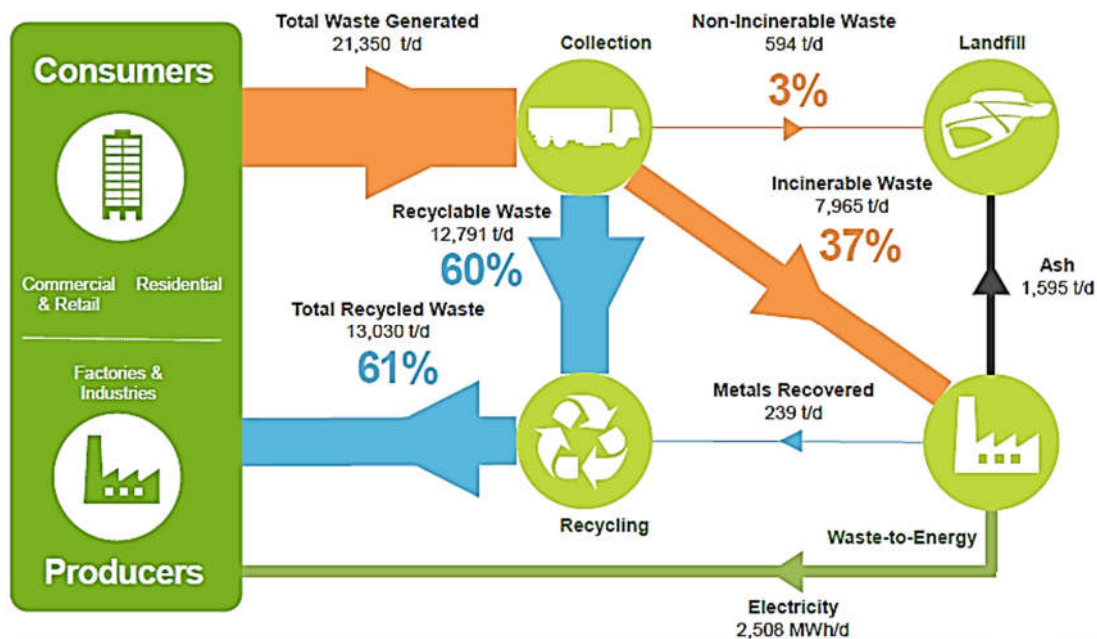 Total Waste Generated
21,350 t/d
Non-Incinerable Waste
594 t/d
3%
Collection
Landfill
Consumers
Commercial
& Retail
Residential
Recyclable Waste
12,791 t/d
60%
Incinerable Waste
7,965 t/d
37%
Ash
1,595 t/d
Total Recycled Waste
13,030 t/d
61%
Factories &
Industries
Metals Recovered
239 t/d
Recycling
Waste-to-Energy
Producers
Electricity
2,508 MWh/d